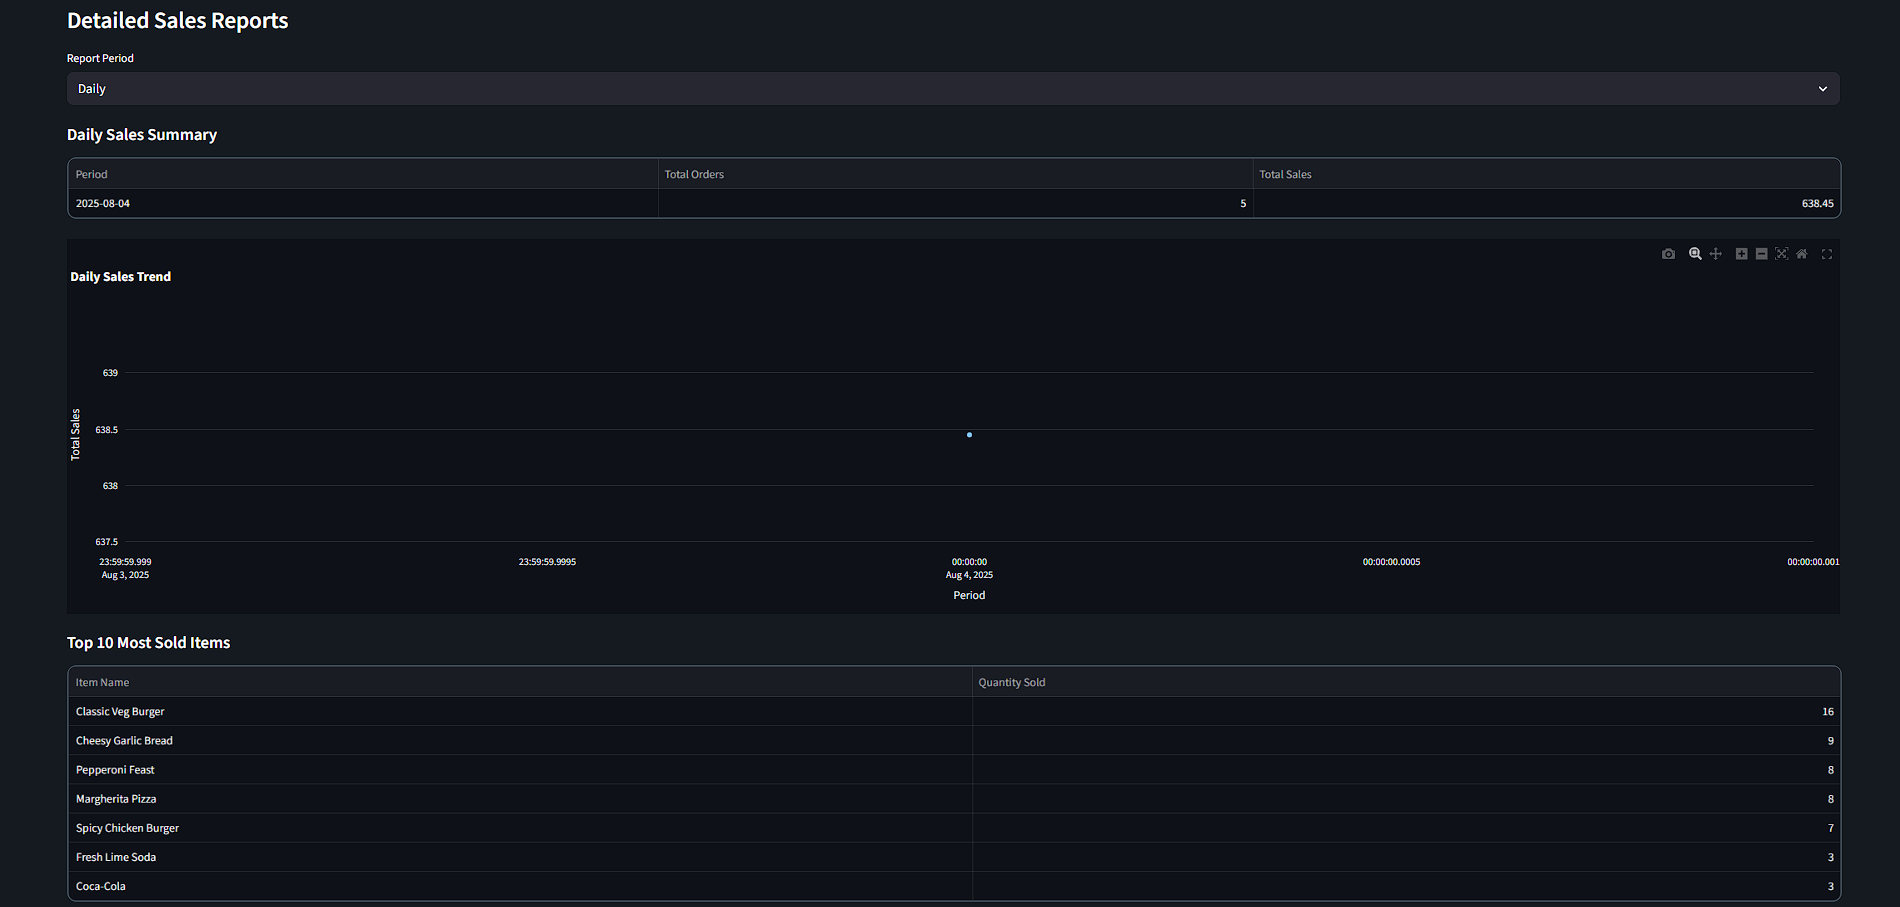 Detailed Sales Reports
Report Period
Daily
Daily Sales Summary
Period Total Orders Total Sales
2025-08-04 5 638.45
Daily Sales Trend
639
638.5
638
637.5
Total Sales
23:59:59.999 23:59:59.9995 00:00:00 00:00:00.0005 00:00:00.001
Aug 3, 2025 Aug 4, 2025
Period
Top 10 Most Sold Items
Item Name Quantity Sold
Classic Veg Burger 16
Cheesy Garlic Bread 9
Pepperoni Feast 8
Margherita Pizza 8
Spicy Chicken Burger 7
Fresh Lime Soda 3
Coca-Cola 3